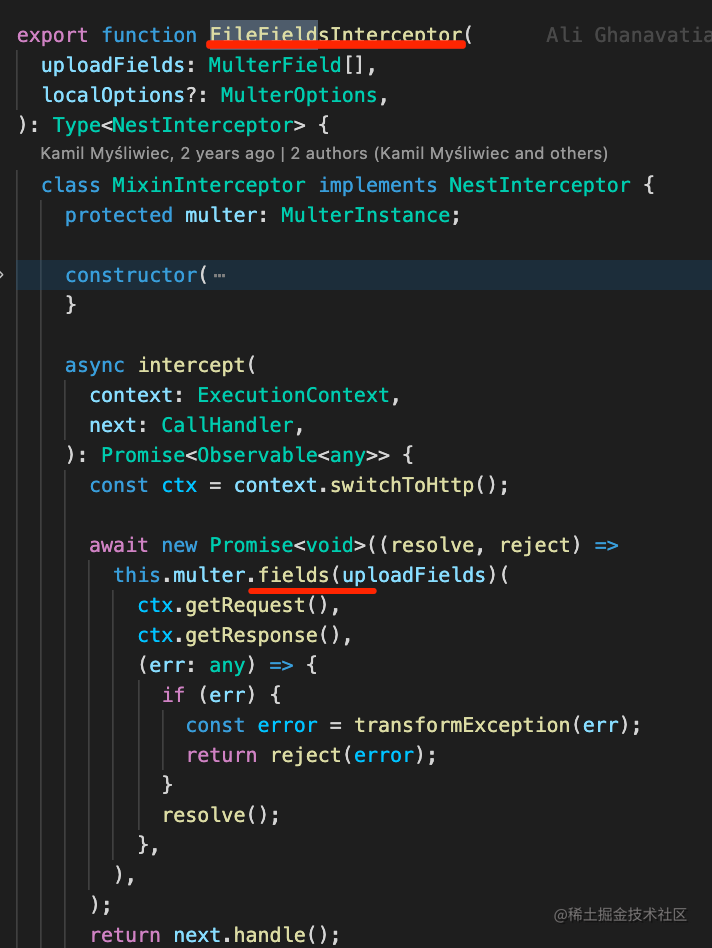 export function FileFieldsInterceptor( Ali Ghanavatia
uploadFields: MulterField[],
localOptions?: MulterOptions,
): Type<NestInterceptor> {
Kamil Myśliwiec, 2 years ago | 2 authors (Kamil Myśliwiec and others)
class MixinInterceptor implements NestInterceptor {
protected multer: MulterInstance;
constructor( ⋯
}
async intercept(
context: ExecutionContext,
next: CallHandler,
): Promise<Observable<any>> {
const ctx = context.switchToHttp();
await new Promise<void>((resolve, reject) =>
this.multer.fields(uploadFields)(
ctx.getRequest(),
ctx.getResponse(),
(err: any) => {
if (err) {
const error = transformException(err);
return reject(error);
}
resolve();
},
),
);
return next.handle();
@稀土掘金技术社区